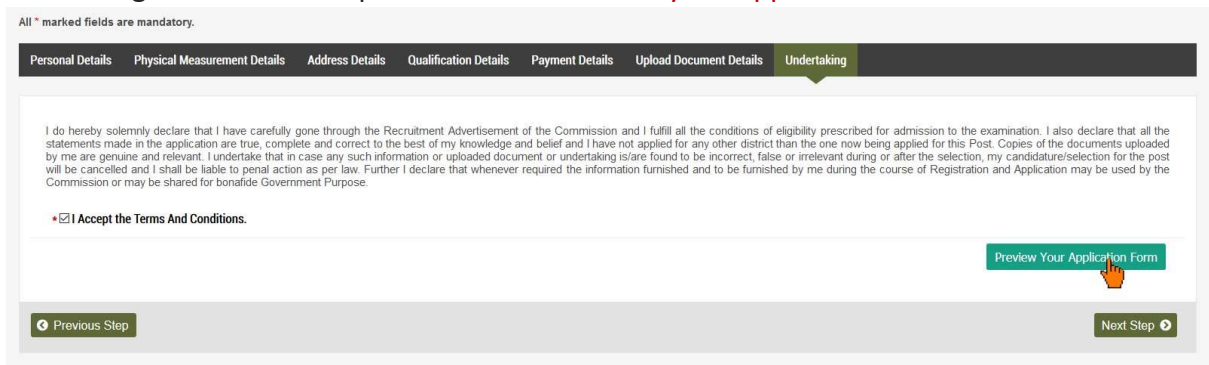 All * marked fields are mandatory.
Personal Details Physical Measurement Details Address Details Qualification Details Payment Details Upload Document Details Undertaking
I do hereby solemnly declare that I have carefully gone through the Recruitment Advertisement of the Commission and I fulfill all the conditions of eligibility prescribed for admission to the examination. I also declare that all the
statements made in the application are true, complete and correct to the best of my knowledge and belief and I have not applied for any other district than the one now being applied for this Post. Copies of the documents uploaded
by me are genuine and relevant. I undertake that in case any such information or uploaded document or undertaking is/are found to be incorrect, false or irrelevant during or after the selection, my candidature/selection for the post
will be cancelled and I shall be liable to penal action as per law. Further I declare that whenever required the information furnished and to be furnished by me during the course of Registration and Application may be used by the
Commission or may be shared for bonafide Government Purpose.
* I Accept the Terms And Conditions.
Preview Your Application Form
Previous Step
Next Step